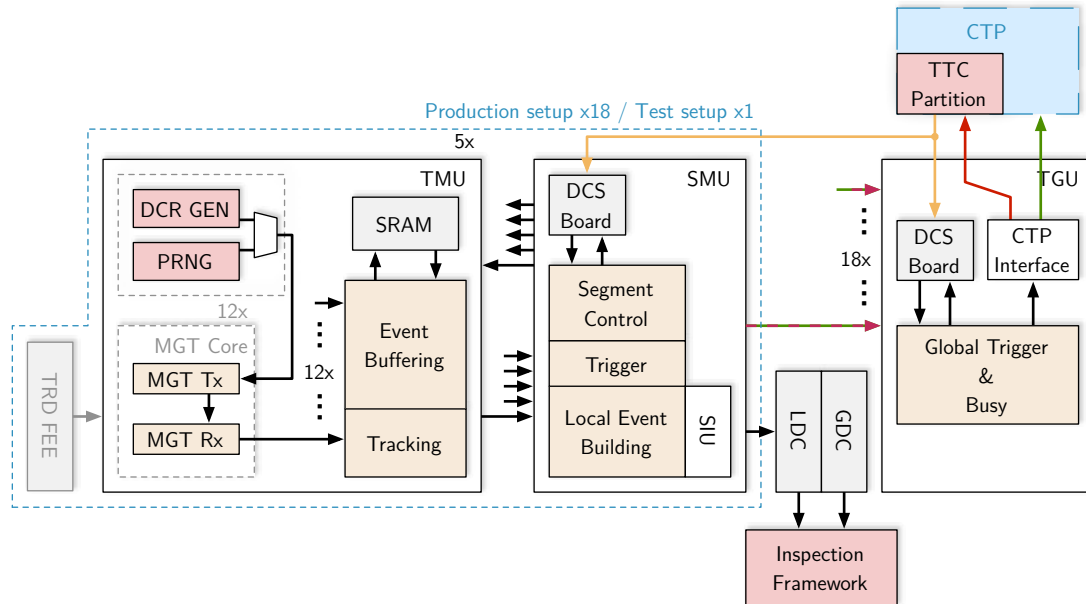 CTP
TTC
Partition
Production setup x18 / Test setup x1
5x
TMU
SMU
TGU
DCR GEN
PRNG
12x
SRAM
DCS
Board
DCS
Board
CTP
Interface
18x
MGT Core
MGT Tx
MGT Rx
TRD FEE
12x
Event
Buffering
Tracking
Segment
Control
Trigger
Local Event
Building
SIU
Global Trigger
&
Busy
LDC
GDC
Inspection
Framework